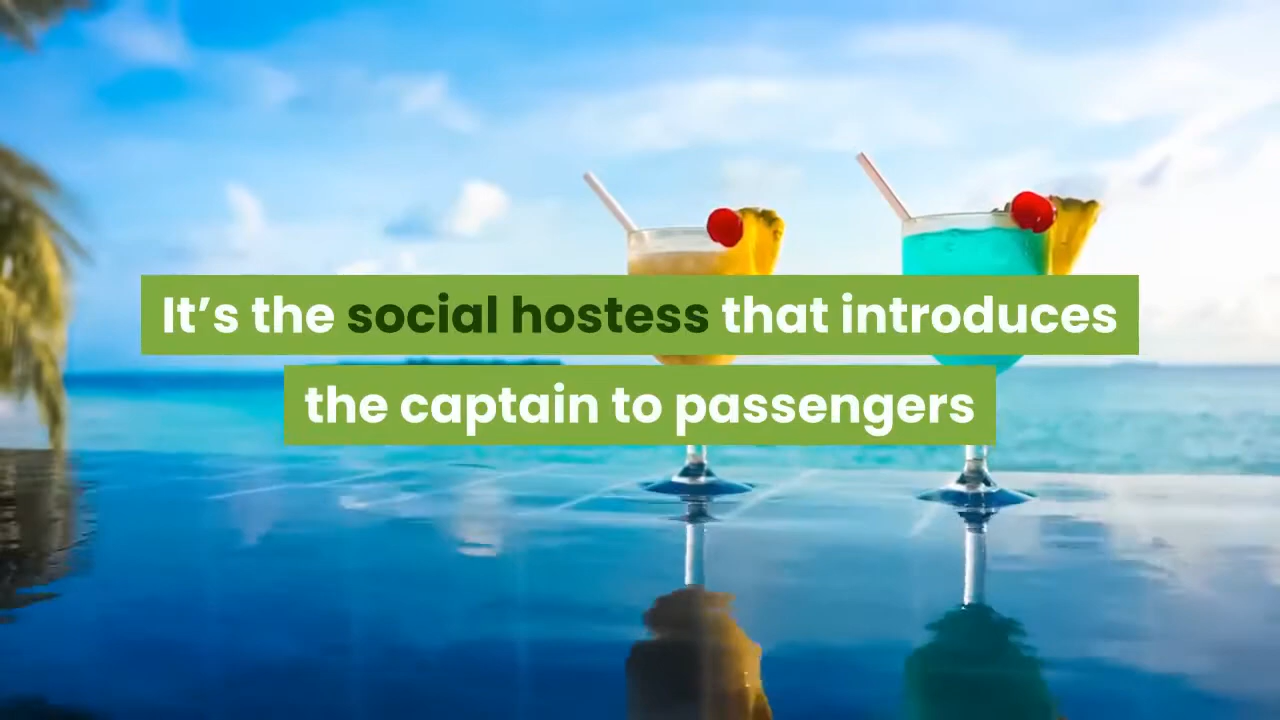 It’s the social hostess that introduces
the captain to passengers